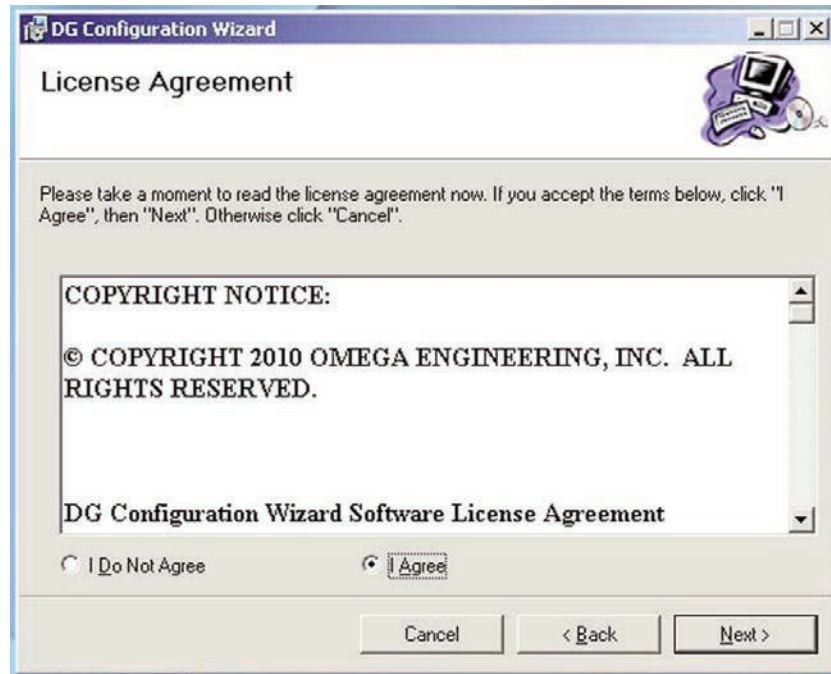 DG Configuration Wizard
License Agreement
Please take a moment to read the license agreement now. If you accept the terms below, click "I
Agree", then "Next". Otherwise click "Cancel".
COPYRIGHT NOTICE:
© COPYRIGHT 2010 OMEGA ENGINEERING, INC. ALL
RIGHTS RESERVED.
DG Configuration Wizard Software License Agreement
I Do Not Agree
I Agree
Cancel
< Back
Next >